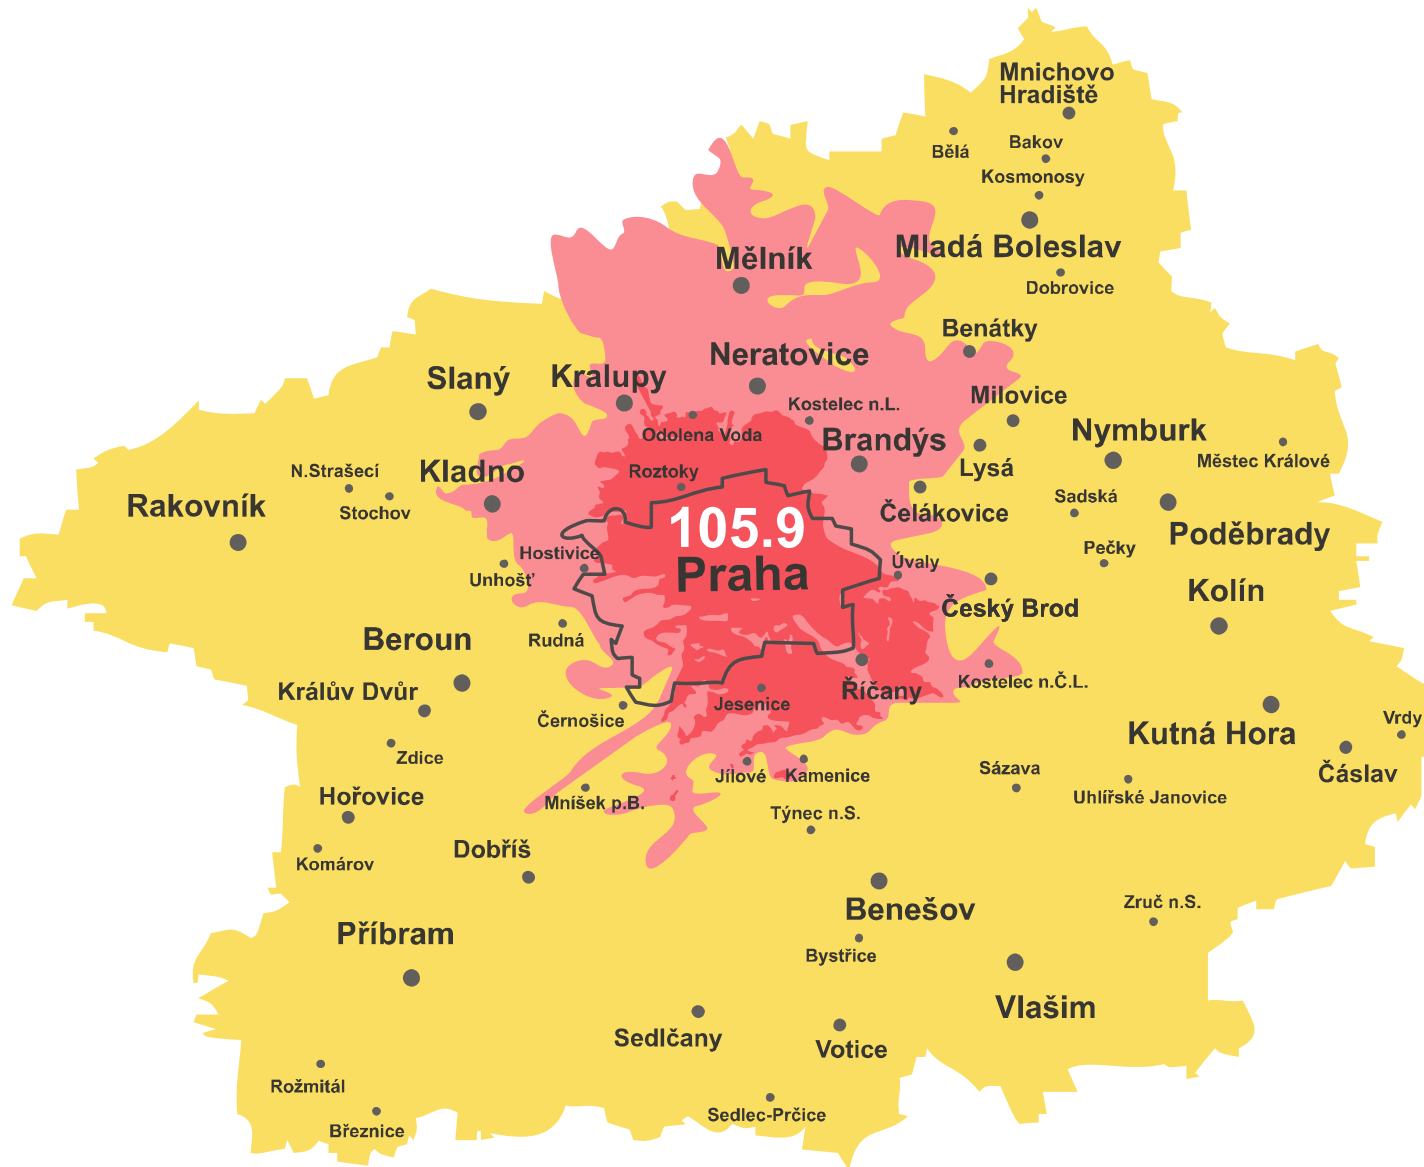 Mnichovo
Hradiště
Bakov
Bělá
Kosmonosy
Mladá Boleslav
Mělník
Dobrovice
Benátky
Neratovice
Slaný
Kralupy
Milovice
Kostelec n.L.
Nymburk
Odolena Voda
Brandýs
Městec Králové
N.Strašecí
Kladno
Roztoky
Lysá
Sadská
Rakovník
Stochov
Čelákovice
105.9
Poděbrady
Hostivice
Pečky
Úvaly
Praha
Unhošť
Kolín
Český Brod
Beroun
Rudná
Kostelec n.Č.L.
Králův Dvůr
Říčany
Jesenice
Černošice
Vrdy
Kutná Hora
Zdice
Sázava
Jílové
Kamenice
Čáslav
Hořovice
Mníšek p.B.
Uhlířské Janovice
Týnec n.S.
Dobříš
Komárov
Zruč n.S.
Benešov
Příbram
Bystřice
Vlašim
Sedlčany
Votice
Rožmitál
Sedlec-Prčice
Březnice